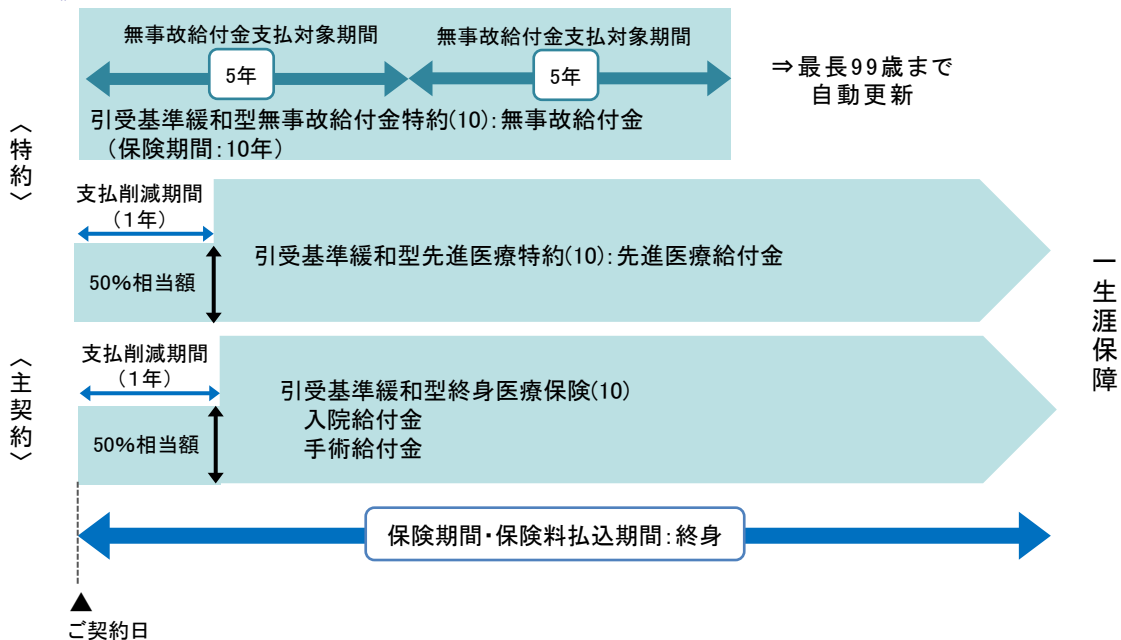 無事故給付金支払対象期間
無事故給付金支払対象期間
5年
5年
⇒最長99歳まで
自動更新
引受基準緩和型無事故給付金特約(10):無事故給付金
(保険期間:10年)
〈特約〉
支払削減期間
(1年)
50%相当額
引受基準緩和型先進医療特約(10):先進医療給付金
一生涯保障
〈主契約〉
支払削減期間
(1年)
50%相当額
引受基準緩和型終身医療保険(10)
入院給付金
手術給付金
保険期間・保険料払込期間:終身
▲
ご契約日